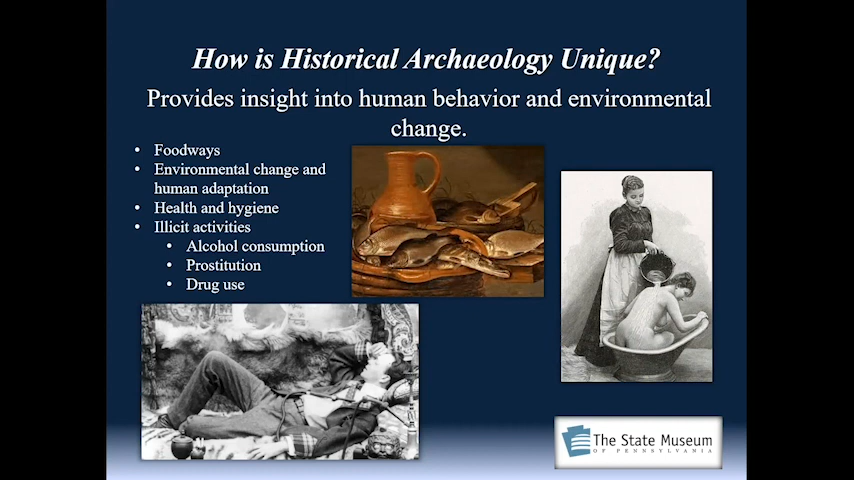 How is Historical Archaeology Unique?
Provides insight into human behavior and environmental
change.
• Foodways
• Environmental change and
human adaptation
• Health and hygiene
• Illicit activities
• Alcohol consumption
• Prostitution
• Drug use
The State Museum
OF PENNSYLVANIA